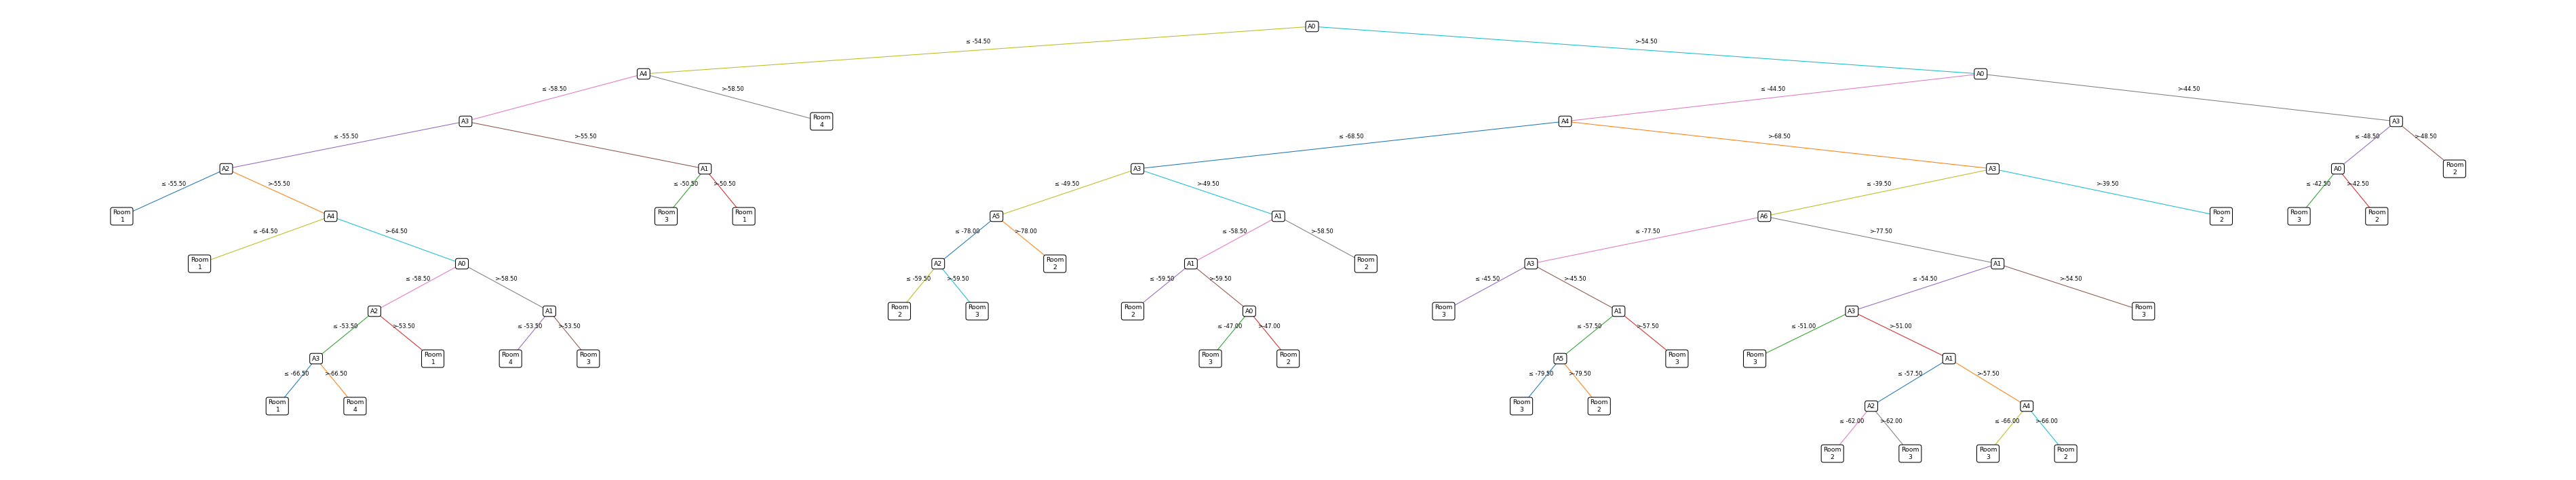 A0
≤ -54.50
>-54.50
A4
A0
≤ -58.50
>-58.50
≤ -44.50
>-44.50
A3
Room
4
A4
A3
≤ -55.50
>-55.50
≤ -68.50
>-68.50
≤ -48.50
>-48.50
A2
A1
A3
A3
A0
Room
2
≤ -55.50
>-55.50
≤ -50.50
>-50.50
≤ -49.50
>-49.50
≤ -39.50
>-39.50
≤ -42.50
>-42.50
Room
1
A4
Room
3
Room
1
A5
A1
A6
Room
2
Room
3
Room
2
≤ -64.50
>-64.50
≤ -78.00
>-78.00
≤ -58.50
>-58.50
≤ -77.50
>-77.50
Room
1
A0
A2
Room
2
A1
Room
2
A3
A1
≤ -58.50
>-58.50
≤ -59.50
>-59.50
≤ -59.50
>-59.50
≤ -45.50
>-45.50
≤ -54.50
>-54.50
A2
A1
Room
2
Room
3
Room
2
A0
Room
3
A1
A3
Room
3
≤ -53.50
>-53.50
≤ -53.50
>-53.50
≤ -47.00
>-47.00
≤ -57.50
>-57.50
≤ -51.00
>-51.00
A3
Room
1
Room
4
Room
3
Room
3
Room
2
A5
Room
3
Room
3
A1
≤ -66.50
>-66.50
≤ -79.50
>-79.50
≤ -57.50
>-57.50
Room
1
Room
4
Room
3
Room
2
A2
A4
≤ -62.00
>-62.00
≤ -66.00
>-66.00
Room
2
Room
3
Room
3
Room
2